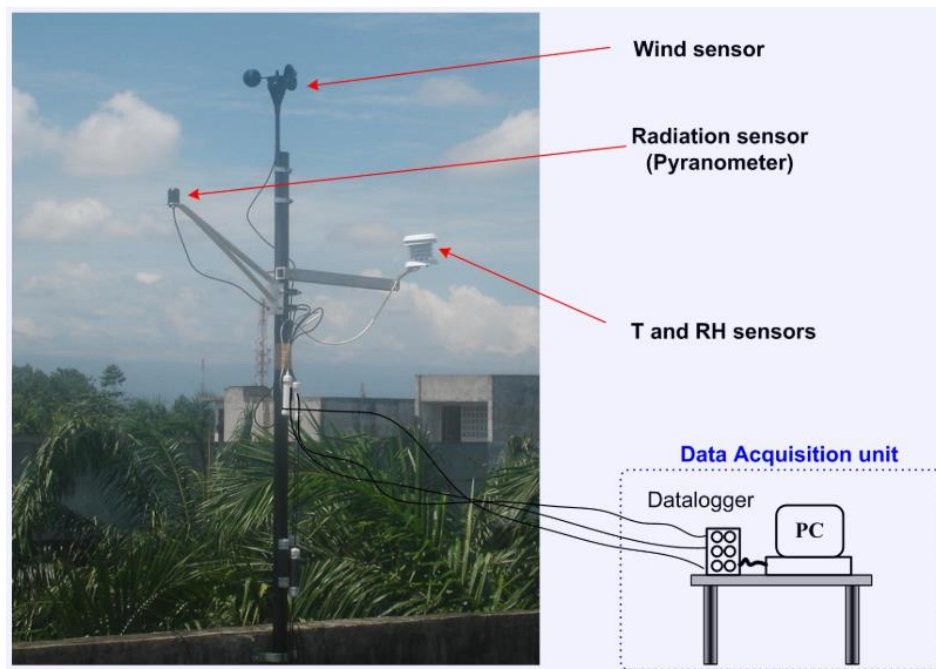 Wind sensor
Radiation sensor
(Pyranometer)
T and RH sensors
Data Acquisition unit
Datalogger
PC